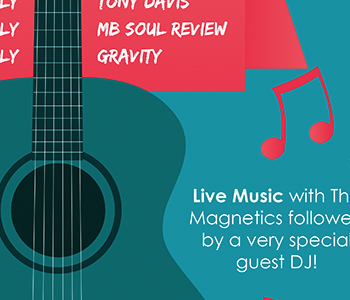 LY TONY DAVIS
LY MB SOUL REVIEW
LY GRAVITY
Live Music with Th
Magnetics followe
by a very special
guest DJ!